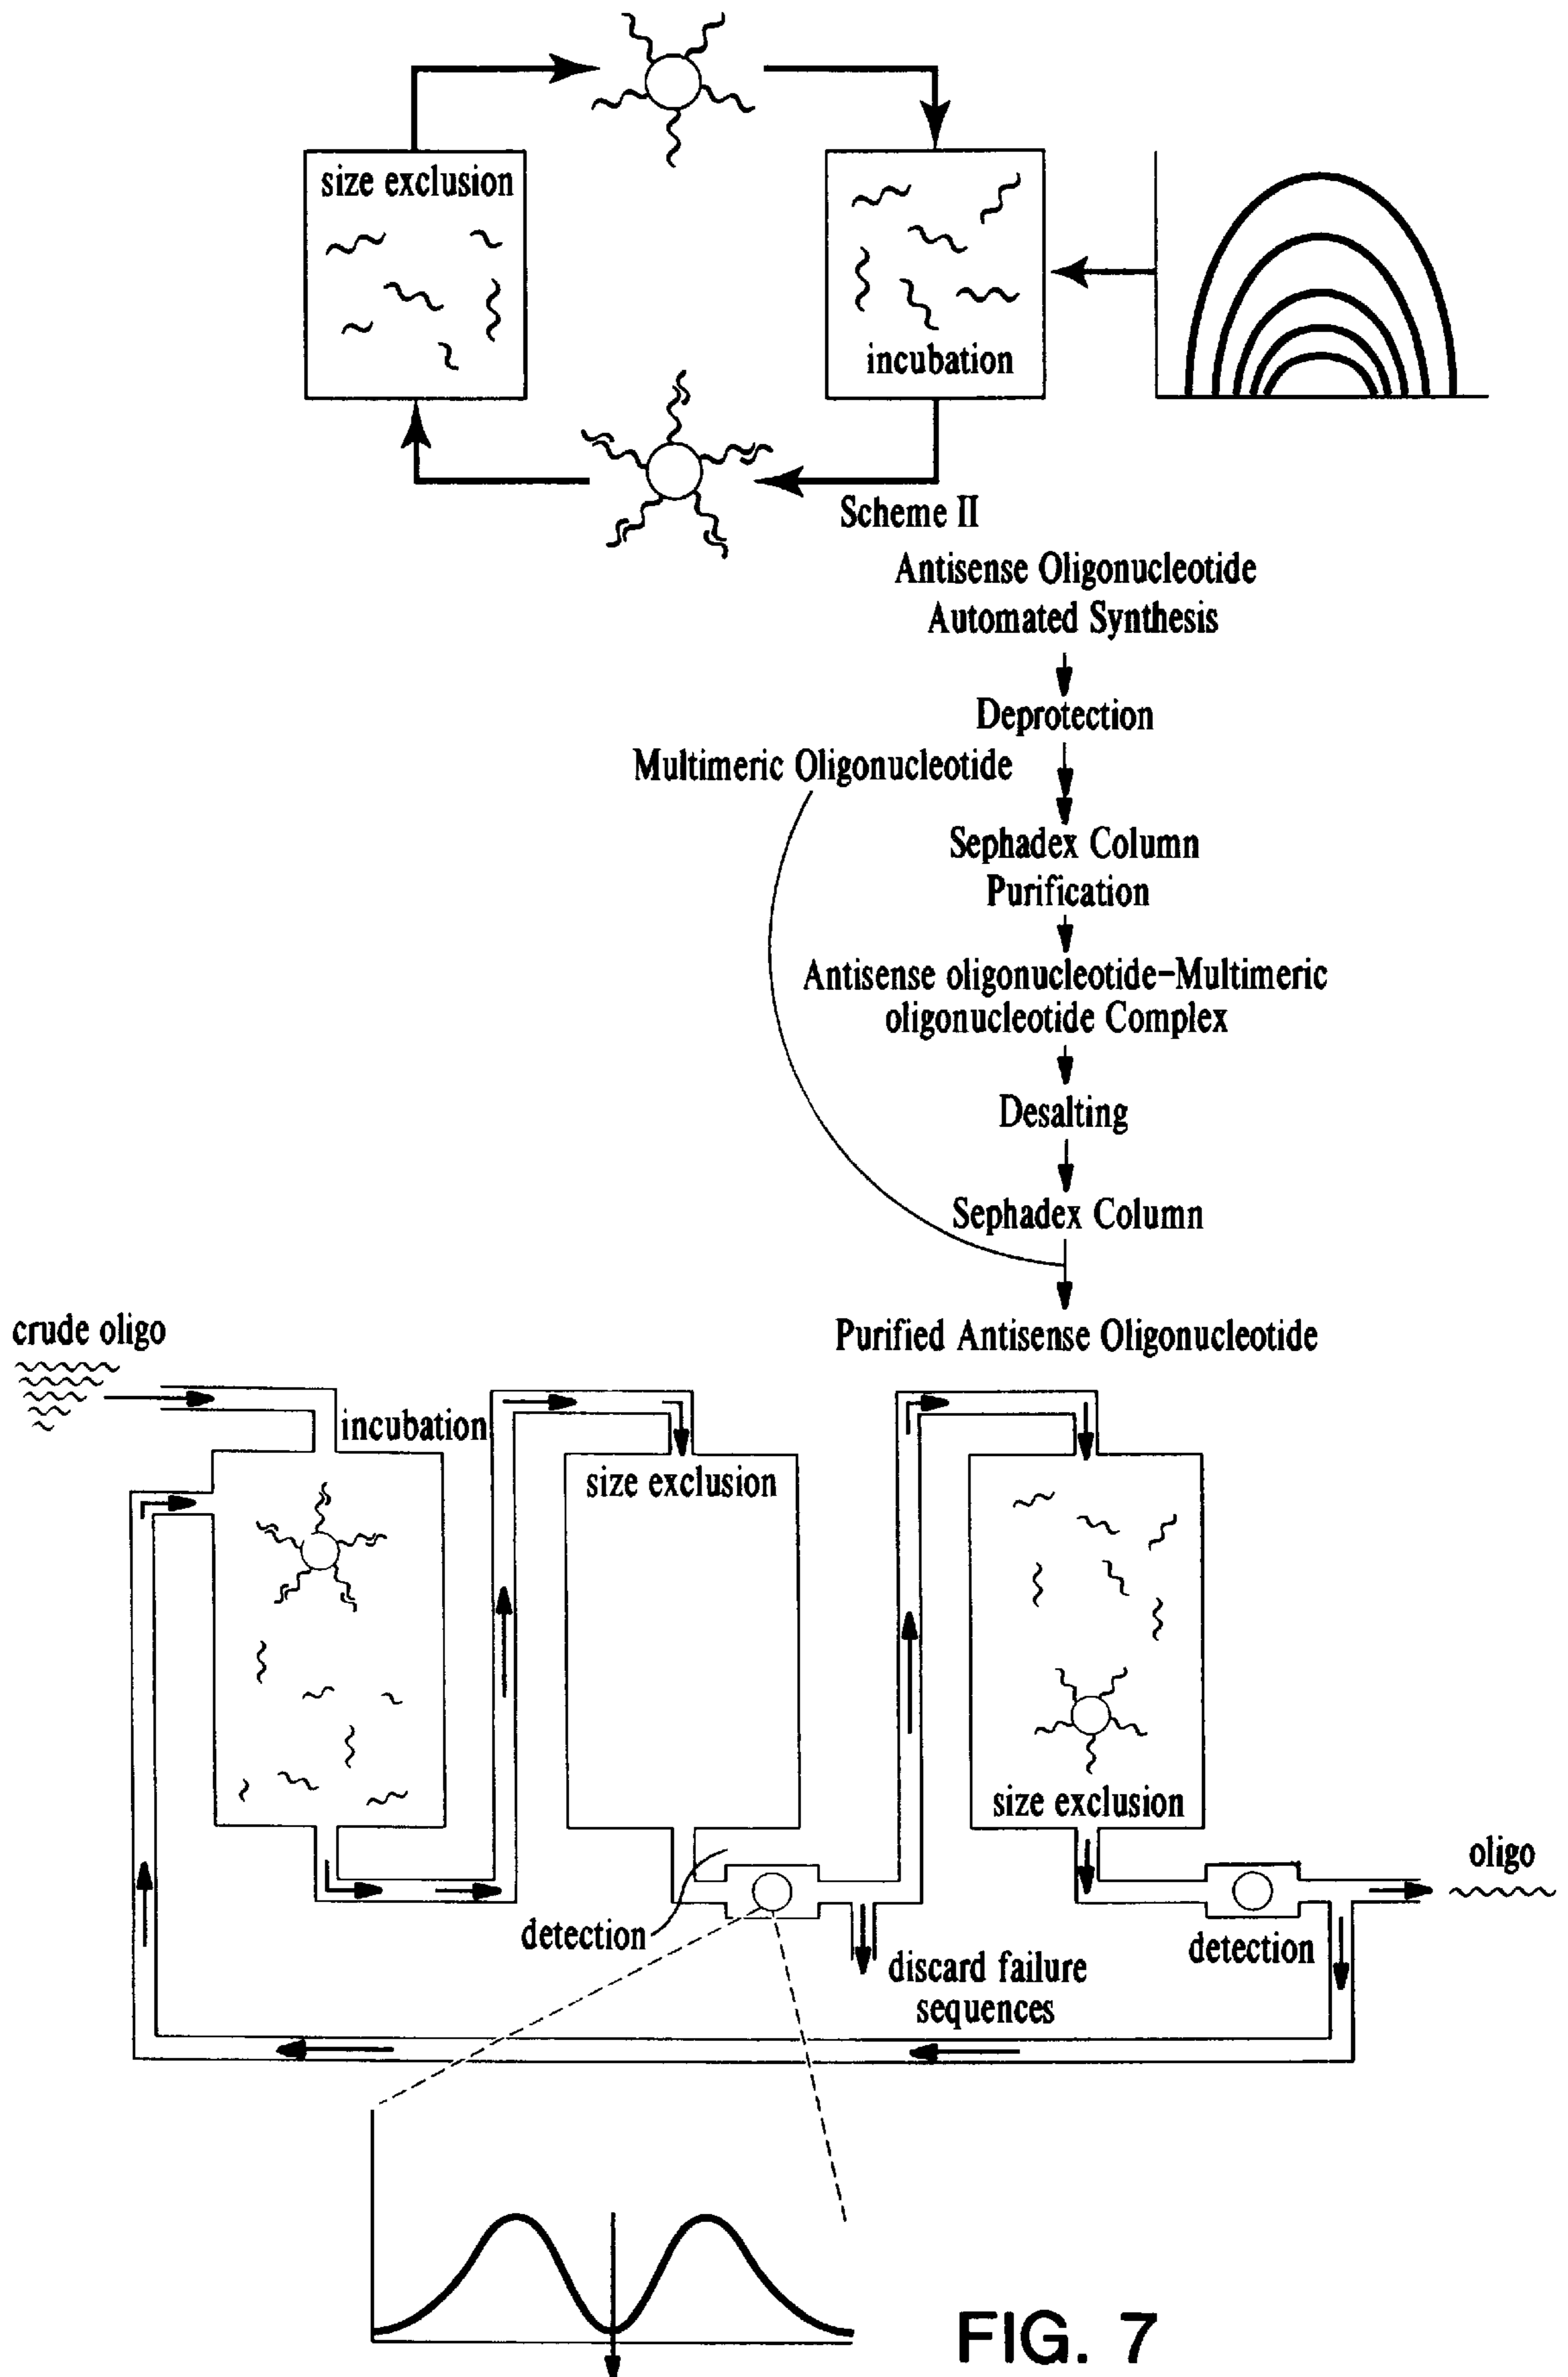 size exclusion
incubation
Scheme II
Antisense Oligonucleotide
Automated Synthesis
Deprotection
Multimeric Oligonucleotide
Sephadex Column
Purification
Antisense oligonucleotide-Multimeric
oligonucleotide Complex
Desalting
Sephadex Column
Purified Antisense Oligonucleotide
crude oligo
incubation
size exclusion
size exclusion
oligo
detection
detection
discard failure
sequences
FIG. 7